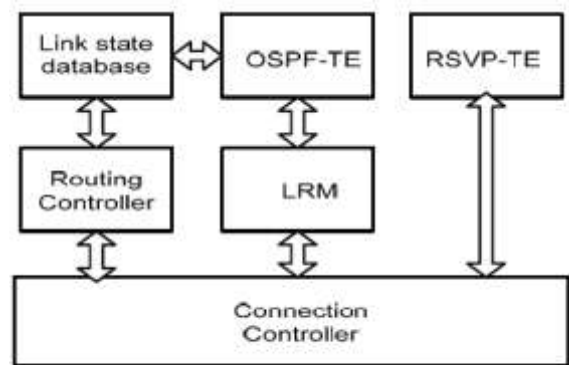 Link state
database
OSPF-TE
RSVP-TE
Routing
Controller
LRM
Connection
Controller